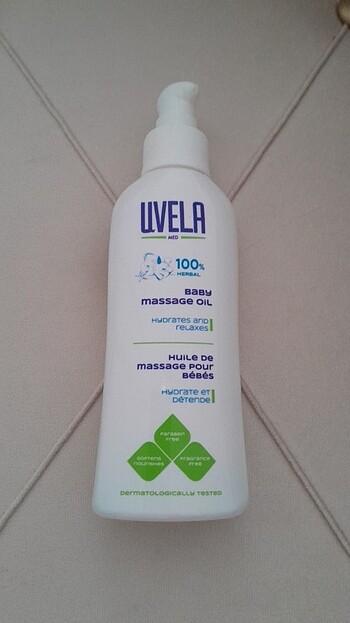 UVELA
MED
100%
HERBAL
BABY
MASSAGE OIL
HYDRATES AND
RELAXES
HUILE DE
MASSAGE POUR
BÉBÉS
HYDRATE ET
DÉTENDE
PARABEN
FREE
SOFTENS
NOURISHES
FRAGRANCE
FREE
DERMATOLOGICALLY TESTED